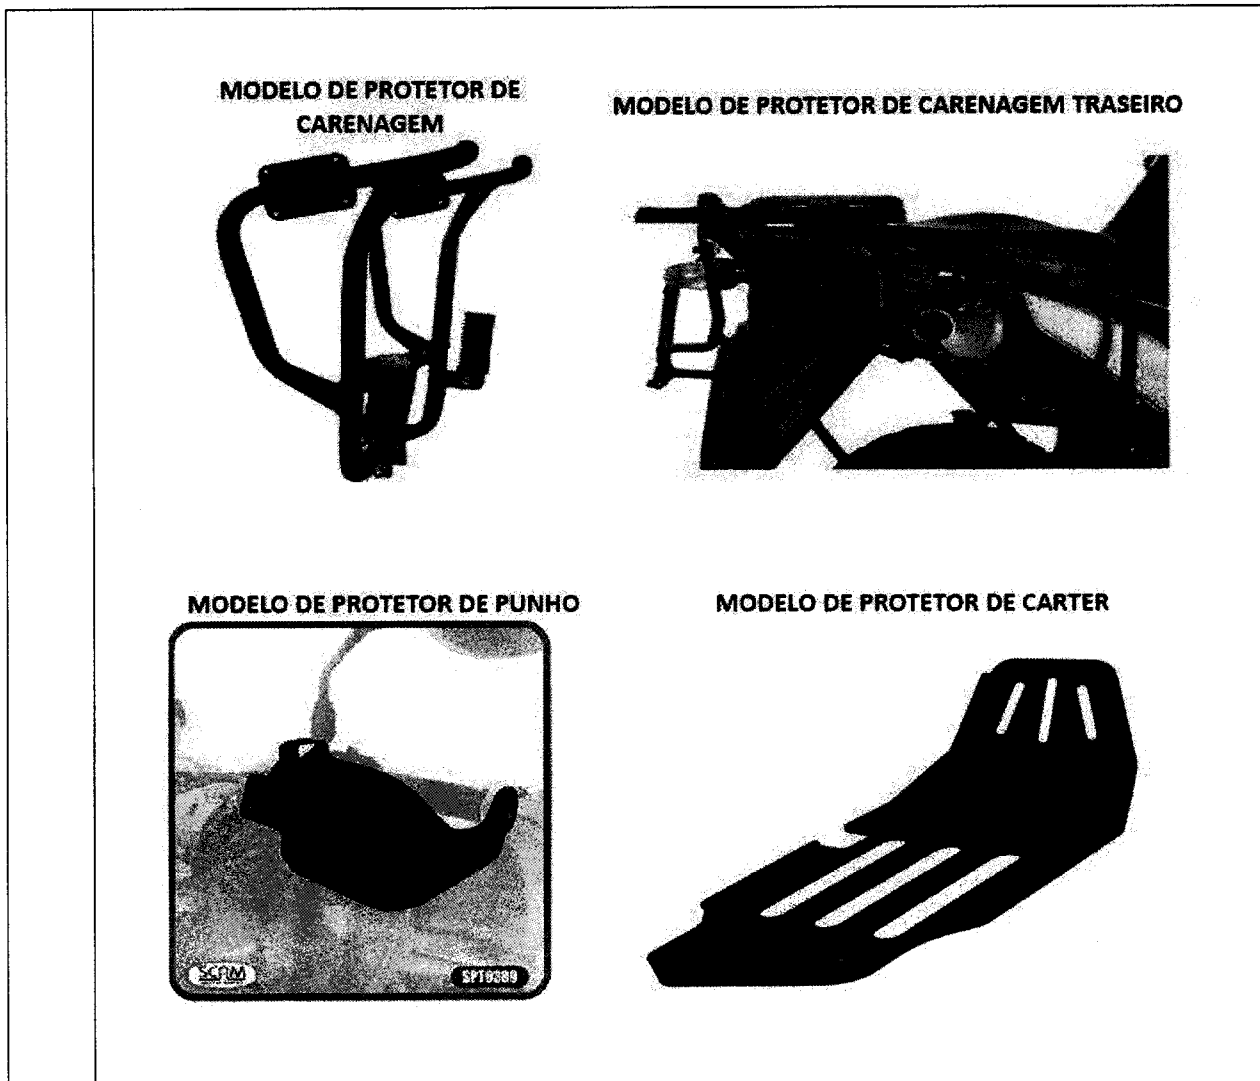 MODELO DE PROTETOR DE
CARENAGEM
MODELO DE PROTETOR DE CARENAGEM TRASEIRO
MODELO DE PROTETOR DE PUNHO
MODELO DE PROTETOR DE CARTER
SCAM
SPT0389